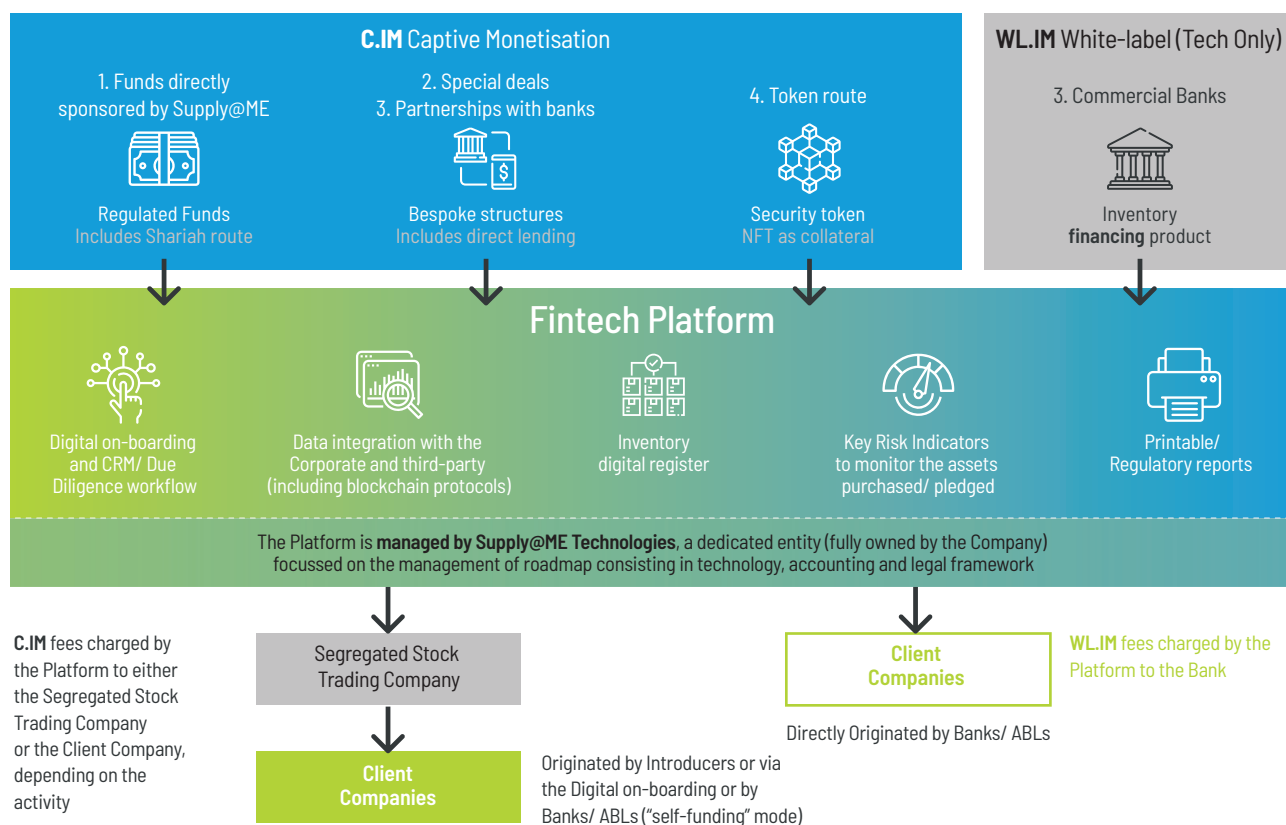 C.IM Captive Monetisation
1. Funds directly
sponsored by Supply@ME
Regulated Funds
Includes Shariah route
2. Special deals
3. Partnerships with banks
$
Bespoke structures
Includes direct lending
4. Token route
Security token
NFT as collateral
WL.IM White-label (Tech Only)
3. Commercial Banks
Inventory
financing product
Fintech Platform
Digital on-boarding
and CRM/ Due
Diligence workflow
Data integration with the
Corporate and third-party
(including blockchain protocols)
Inventory
digital register
Key Risk Indicators
to monitor the assets
purchased/ pledged
Printable/
Regulatory reports
The Platform is managed by Supply@ME Technologies, a dedicated entity (fully owned by the Company)
focussed on the management of roadmap consisting in technology, accounting and legal framework
C.IM fees charged by
the Platform to either
the Segregated Stock
Trading Company
or the Client Company,
depending on the
activity
Segregated Stock
Trading Company
Client
Companies
Originated by Introducers or via
the Digital on-boarding or by
Banks/ ABLs (“self-funding” mode)
Client
Companies
Directly Originated by Banks/ ABLs
WL.IM fees charged by the
Platform to the Bank